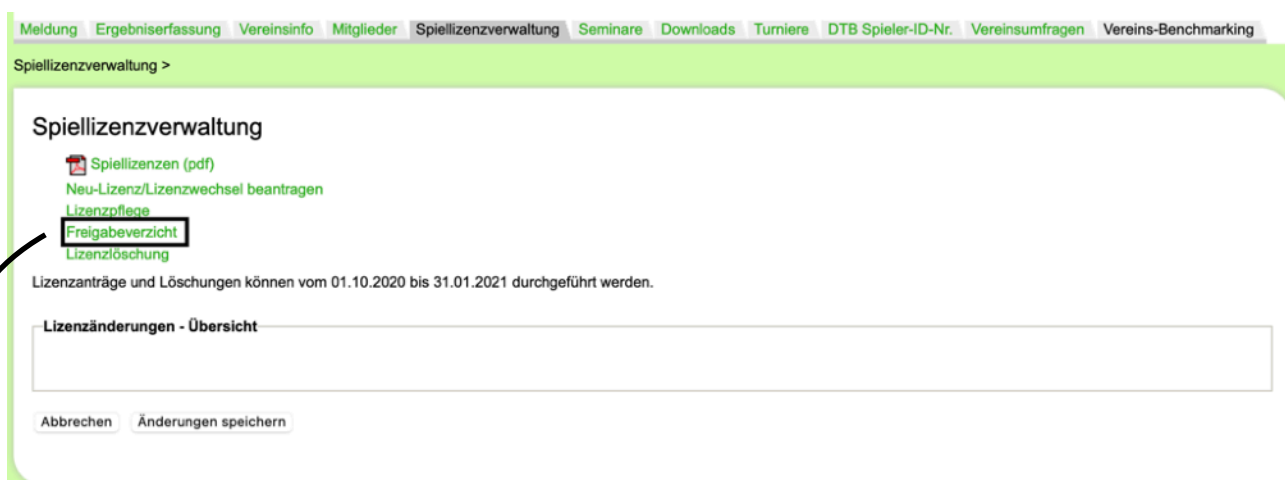 Meldung Ergebniserfassung Vereinsinfo Mitglieder Spiellizenzverwaltung Seminare Downloads Turniere DTB Spieler-ID-Nr. Vereinsumfragen Vereins-Benchmarking
Spiellizenzverwaltung >
Spiellizenzverwaltung
Spiellizenzen (pdf)
Neu-Lizenz/Lizenzwechsel beantragen
Lizenzpflege
Freigabeverzicht
Lizenzlöschung
Lizenzanträge und Löschungen können vom 01.10.2020 bis 31.01.2021 durchgeführt werden.
Lizenzänderungen - Übersicht
Abbrechen Änderungen speichern